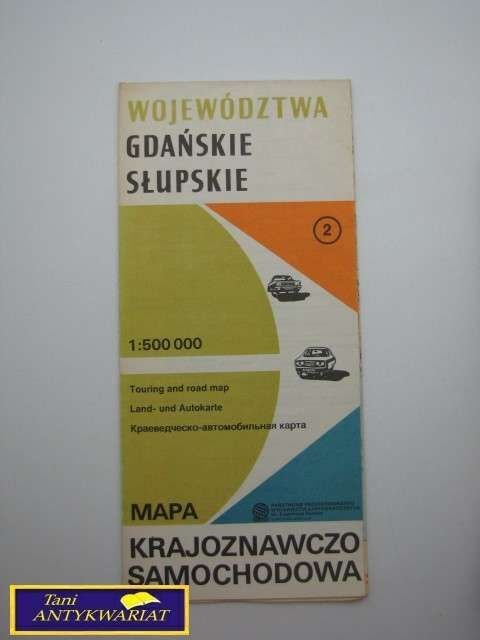 WOJEWÓDZTWA
GDAŃSKIE
SŁUPSKIE
2
1:500 000
Touring and road map
Land- und Autokarte
Краеведческо-автомобильная карта
MAPA
KRAJOZNAWCZO
SAMOCHODOWA
Tani
ANTYKWARIAT